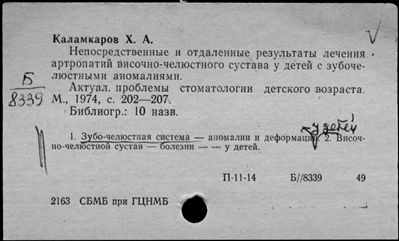 Каламкаров Х. А.
Непосредственные и отдаленные результаты лечения
артропатий височно-челюстного сустава у детей с зубоче-
люстными аномалиями.
Б
8339
Актуал. проблемы стоматологии детского возраста.
М., 1974, с. 202—207.
Библиогр.: 10 назв.
у детей
1. Зубо-челюстная система — аномалии и деформации. 2. Височ-
но-челюстной сустав — болезни — — у детей.
П-11-14 Б//8339 49
2163 СБМБ при ГЦНМБ